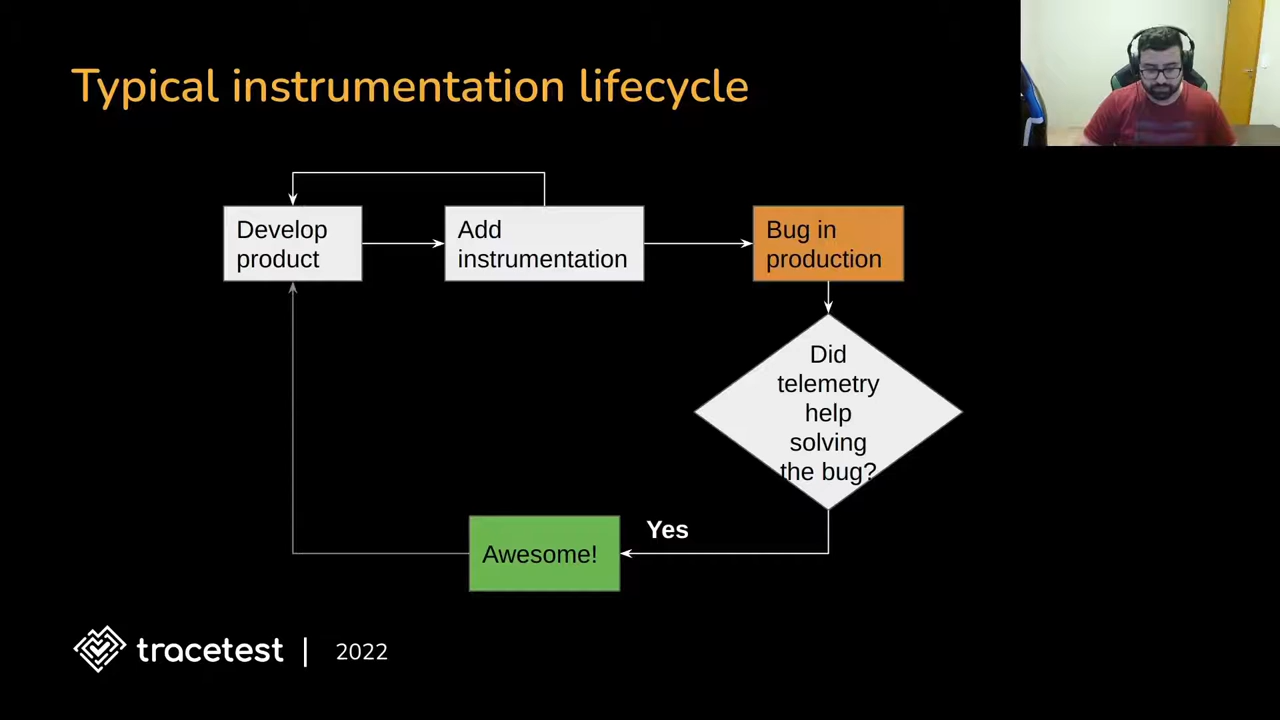 Typical instrumentation lifecycle
Develop
product
Add
instrumentation
Bug in
production
Did
telemetry
help
solving
the bug?
Yes
Awesome!
tracetest | 2022